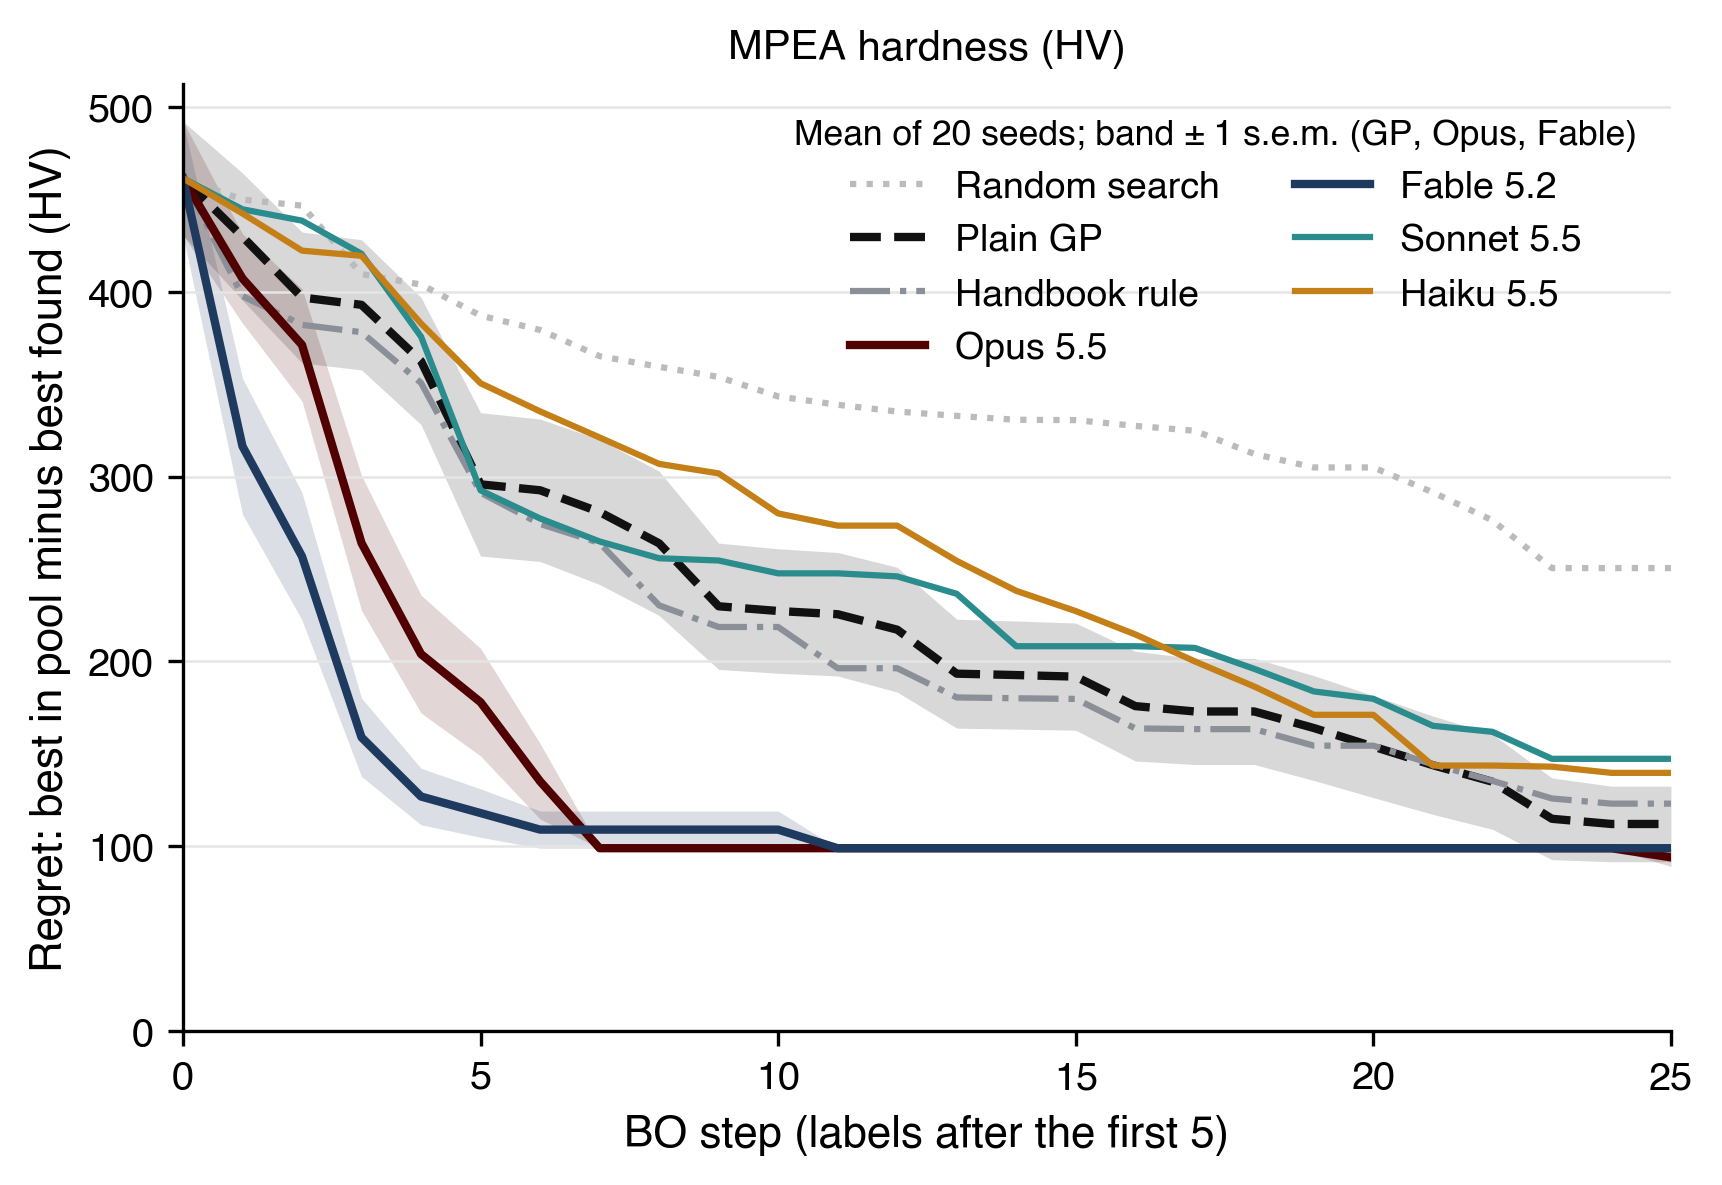 MPEA hardness (HV)
Regret: best in pool minus best found (HV)
500
400
300
200
100
0
Mean of 20 seeds; band ± 1 s.e.m. (GP, Opus, Fable)
Random search
Plain GP
Handbook rule
Opus 5.5
Fable 5.2
Sonnet 5.5
Haiku 5.5
0 5 10 15 20 25
BO step (labels after the first 5)